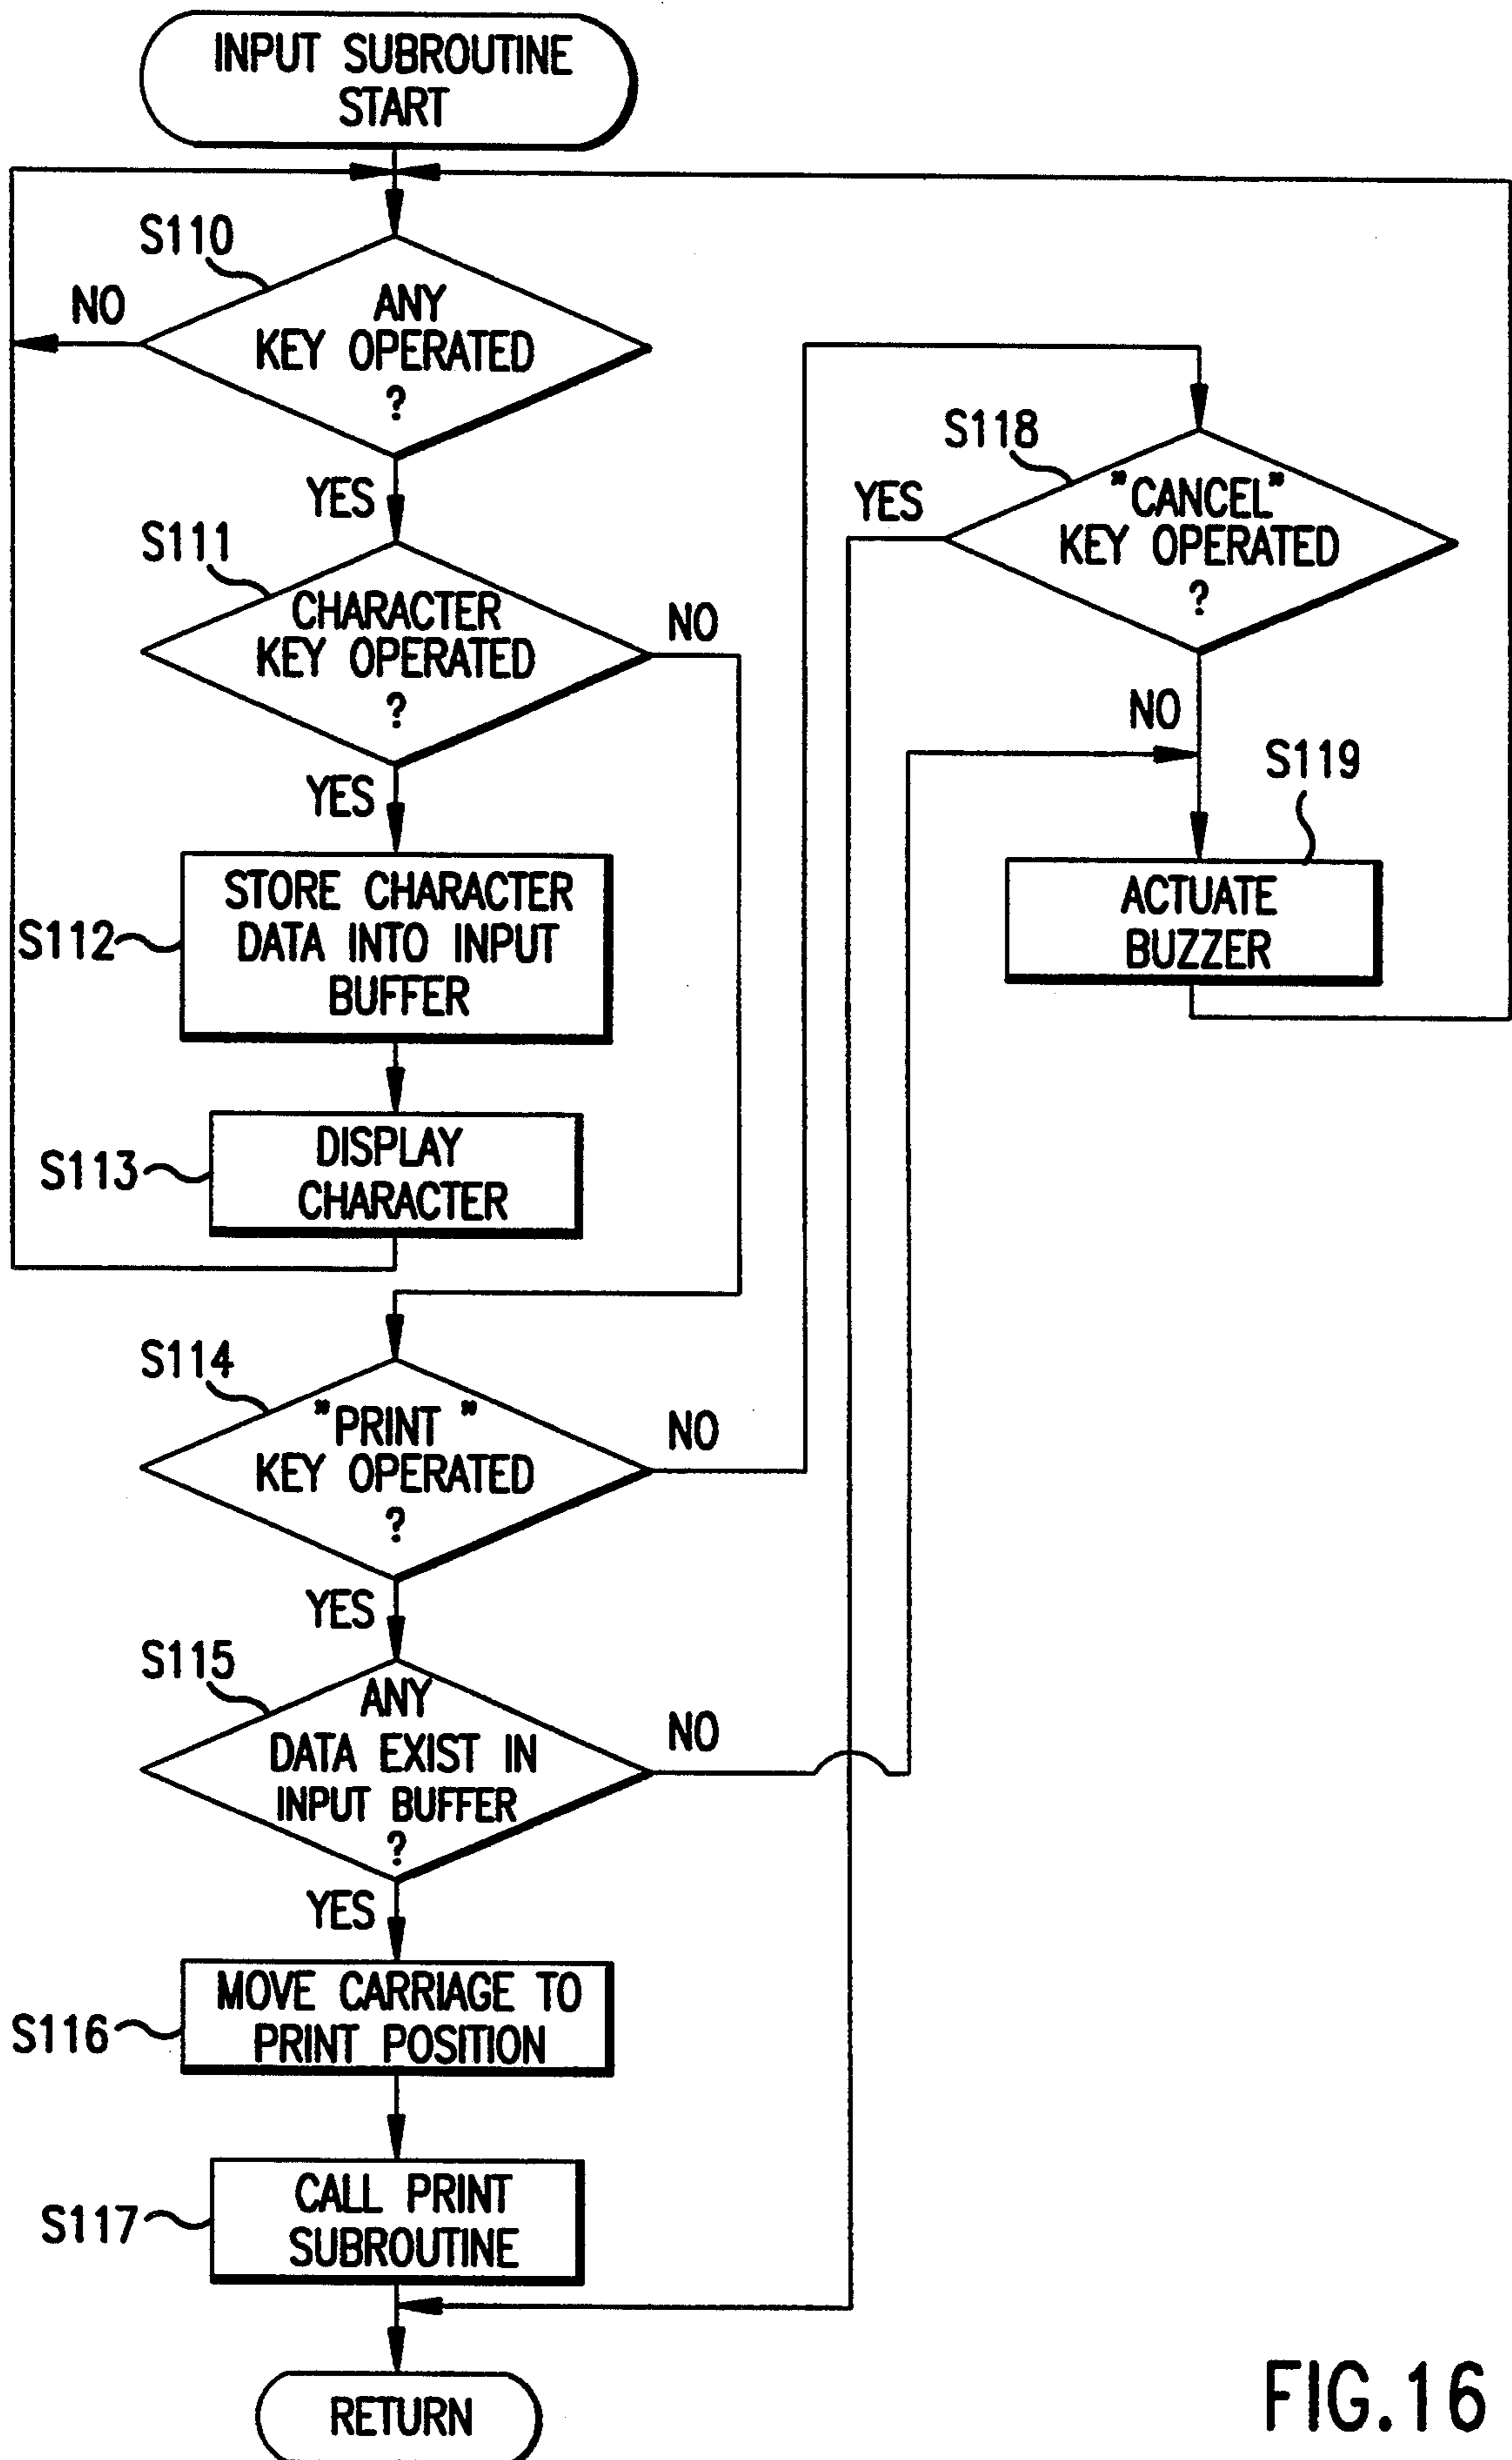 INPUT SUBROUTINE
START
S110
NO
ANY
KEY OPERATED
?
YES
S111
CHARACTER
KEY OPERATED
?
NO
YES
S112
STORE CHARACTER
DATA INTO INPUT
BUFFER
S113
DISPLAY
CHARACTER
S114
"PRINT "
KEY OPERATED
?
NO
YES
S115
ANY
DATA EXIST IN
INPUT BUFFER
?
NO
YES
S116
MOVE CARRIAGE TO
PRINT POSITION
S117
CALL PRINT
SUBROUTINE
RETURN
S118
YES
"CANCEL"
KEY OPERATED
?
NO
S119
ACTUATE
BUZZER
FIG.16